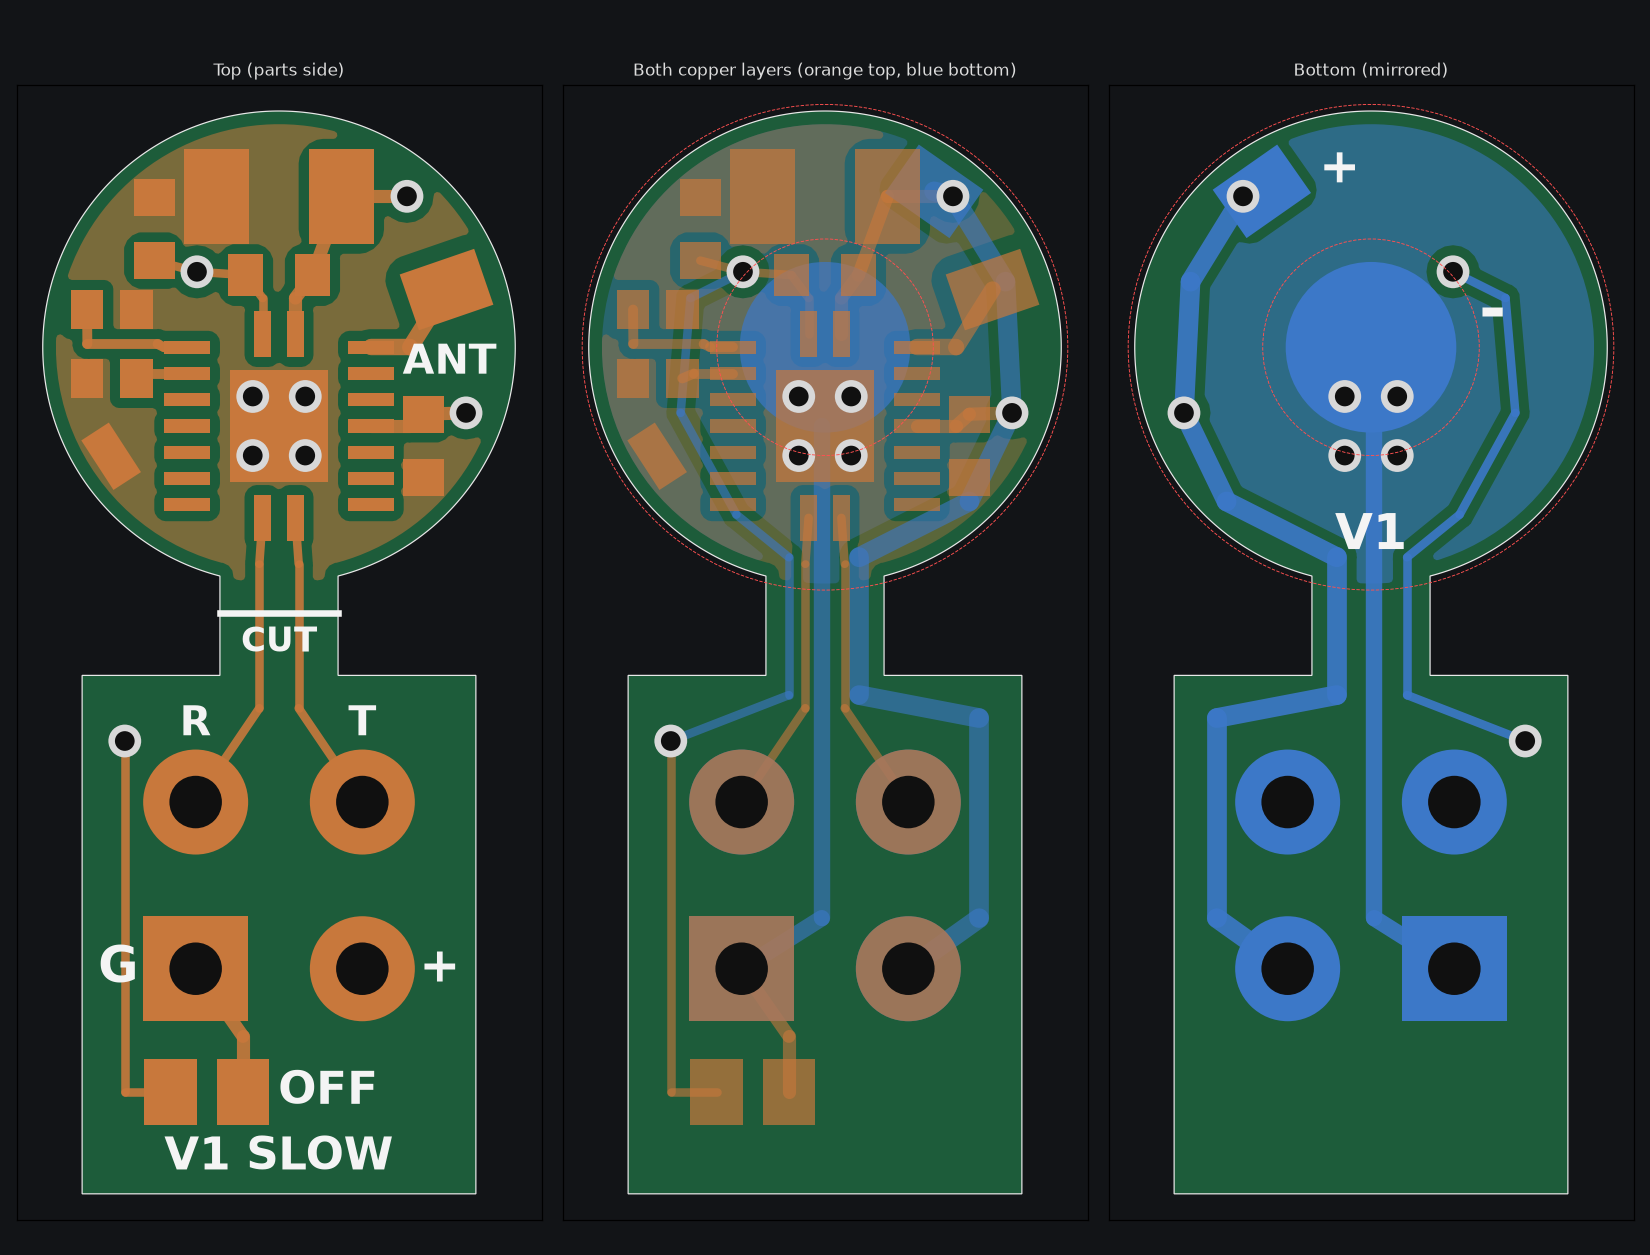 Top (parts side)
Both copper layers (orange top, blue bottom)
Bottom (mirrored)
ANT
CUT
R T
G +
OFF
V1 SLOW
+
-
V1